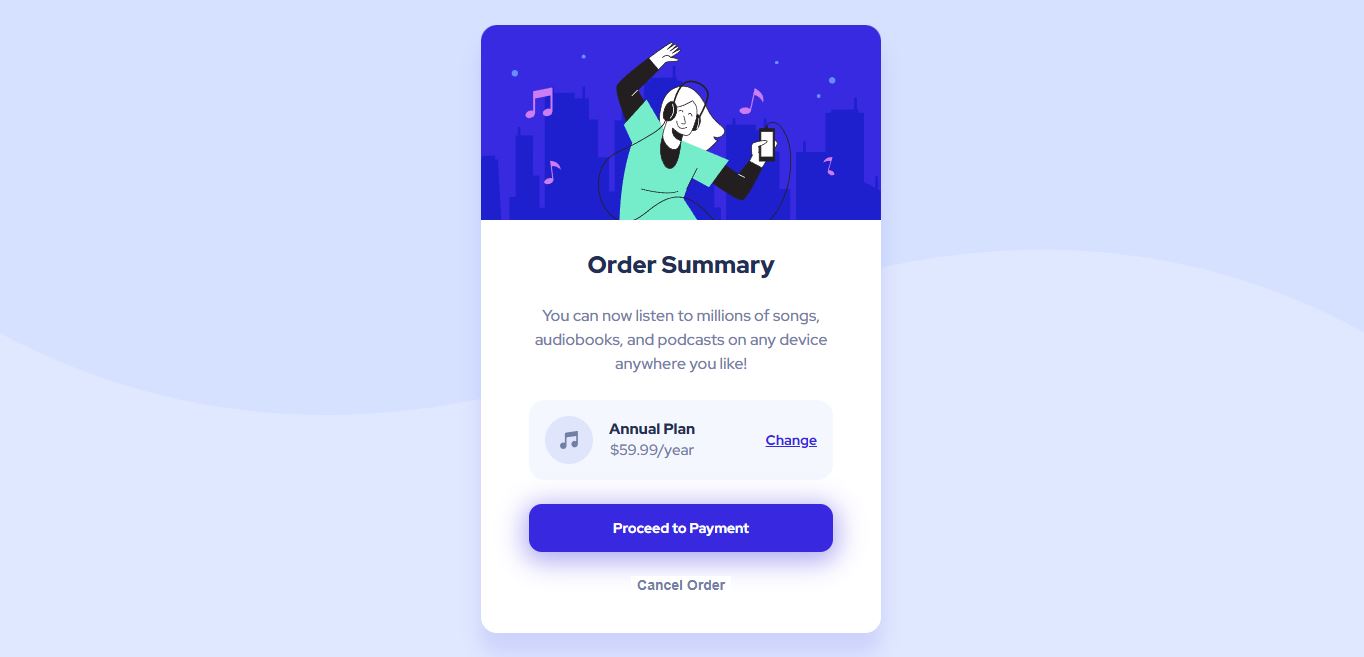 Order Summary
You can now listen to millions of songs,
audiobooks, and podcasts on any device
anywhere you like!
Annual Plan
$59.99/year
Change
Proceed to Payment
Cancel Order